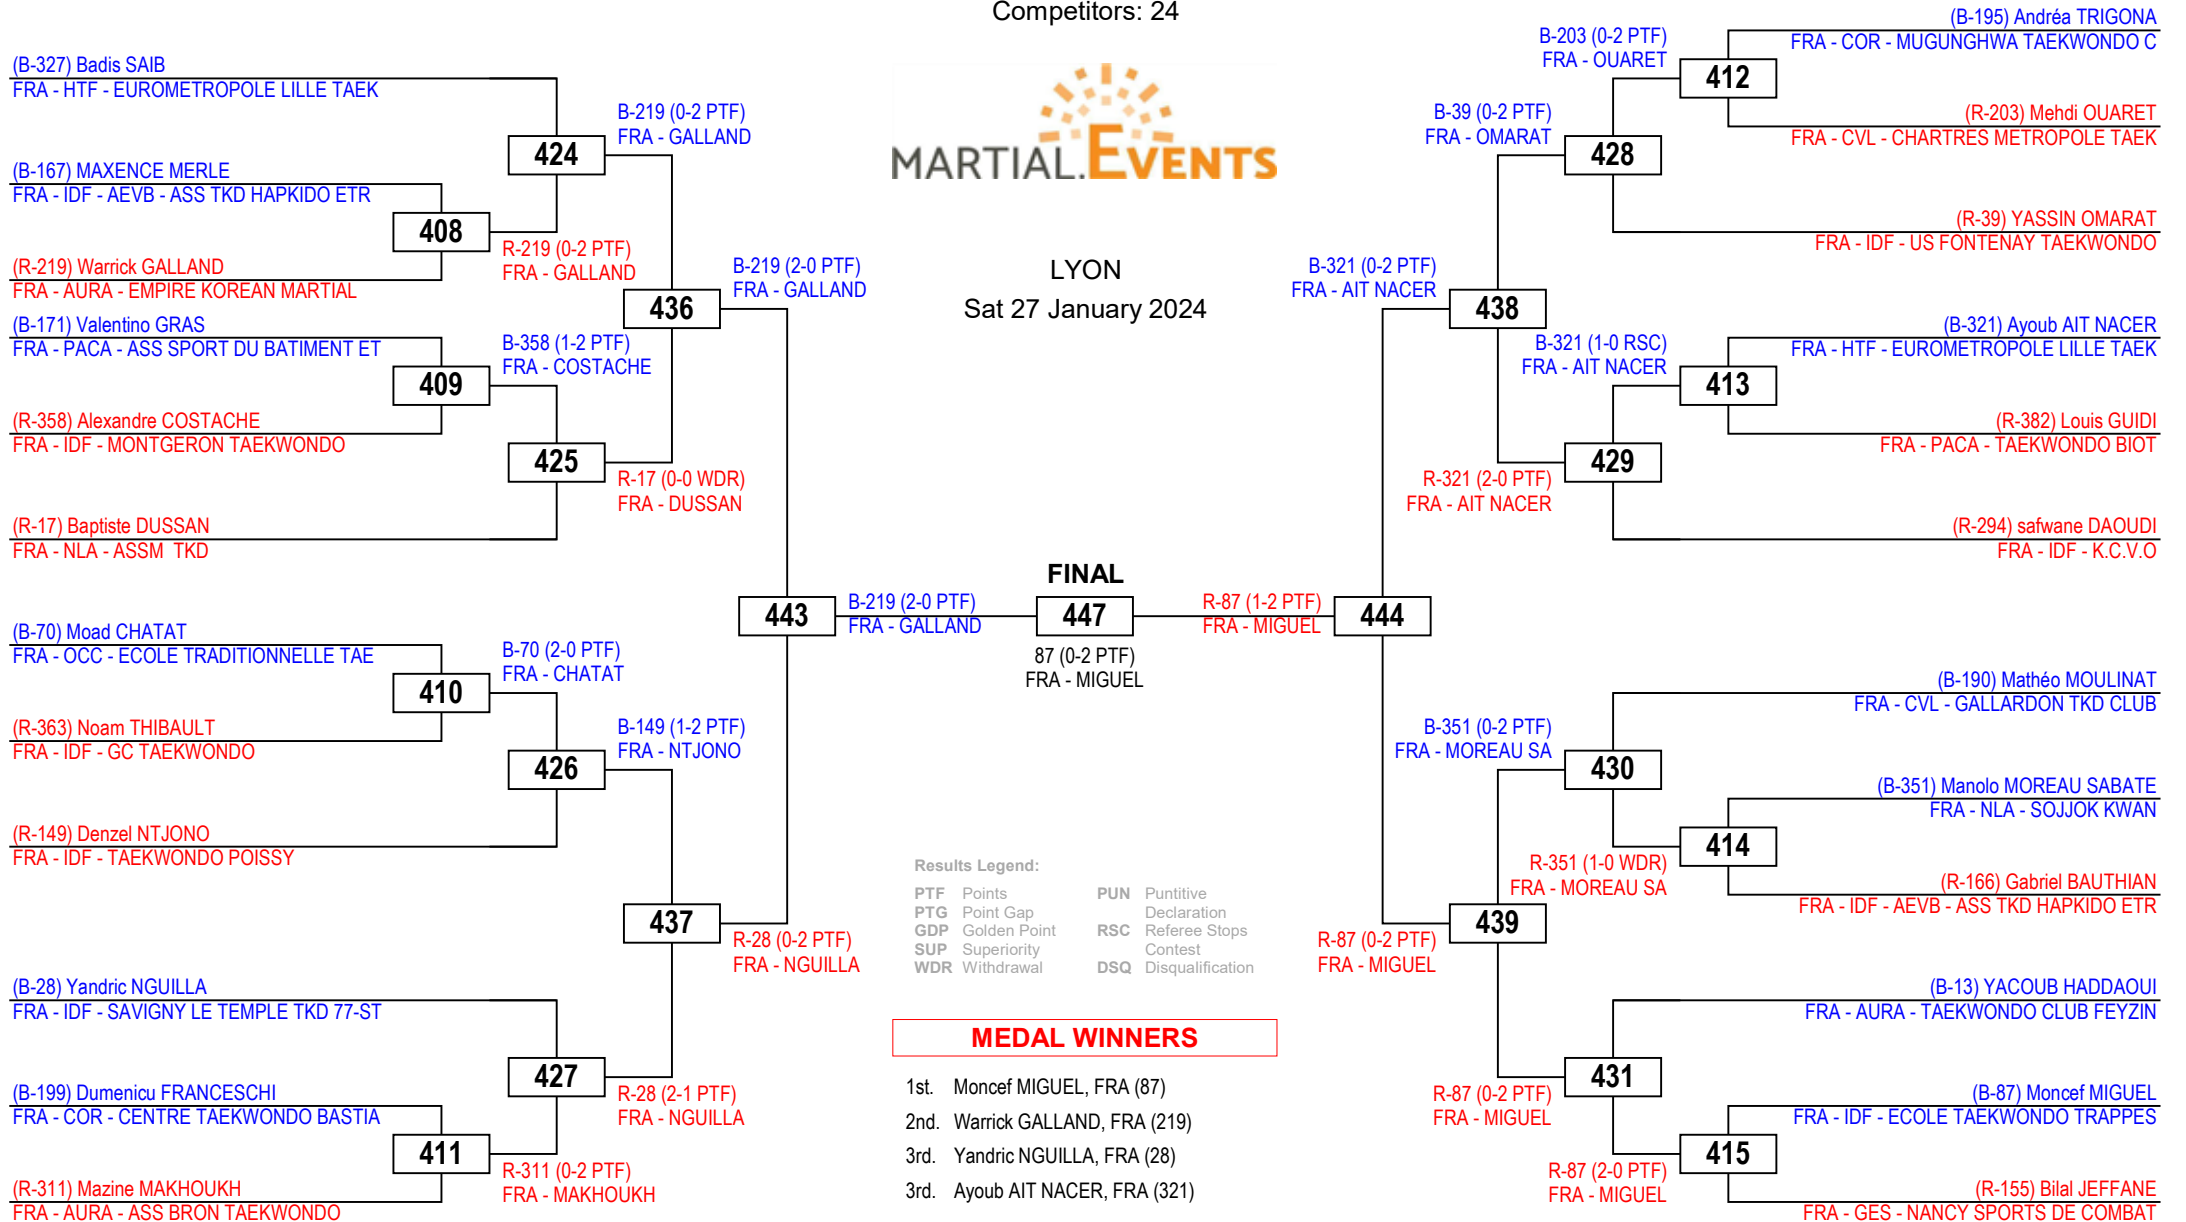 Competitors: 24
MARTIAL.EVENTS
LYON
Sat 27 January 2024
(B-327) Badis SAIB
FRA - HTF - EUROMETROPOLE LILLE TAEK
(B-167) MAXENCE MERLE
FRA - IDF - AEVB - ASS TKD HAPKIDO ETR
(R-219) Warrick GALLAND
FRA - AURA - EMPIRE KOREAN MARTIAL
(B-171) Valentino GRAS
FRA - PACA - ASS SPORT DU BATIMENT ET
(R-358) Alexandre COSTACHE
FRA - IDF - MONTGERON TAEKWONDO
(R-17) Baptiste DUSSAN
FRA - NLA - ASSM  TKD
(B-70) Moad CHATAT
FRA - OCC - ECOLE TRADITIONNELLE TAE
(R-363) Noam THIBAULT
FRA - IDF - GC TAEKWONDO
(R-149) Denzel NTJONO
FRA - IDF - TAEKWONDO POISSY
(B-28) Yandric NGUILLA
FRA - IDF - SAVIGNY LE TEMPLE TKD 77-ST
(B-199) Dumenicu FRANCESCHI
FRA - COR - CENTRE TAEKWONDO BASTIA
(R-311) Mazine MAKHOUKH
FRA - AURA - ASS BRON TAEKWONDO
408
R-219 (0-2 PTF)
FRA - GALLAND
409
B-358 (1-2 PTF)
FRA - COSTACHE
410
B-70 (2-0 PTF)
FRA - CHATAT
411
R-311 (0-2 PTF)
FRA - MAKHOUKH
424
B-219 (0-2 PTF)
FRA - GALLAND
425
R-17 (0-0 WDR)
FRA - DUSSAN
426
B-149 (1-2 PTF)
FRA - NTJONO
427
R-28 (2-1 PTF)
FRA - NGUILLA
436
B-219 (2-0 PTF)
FRA - GALLAND
437
R-28 (0-2 PTF)
FRA - NGUILLA
443
B-219 (2-0 PTF)
FRA - GALLAND
FINAL
447
87 (0-2 PTF)
FRA - MIGUEL
R-87 (1-2 PTF)
FRA - MIGUEL
444
B-321 (0-2 PTF)
FRA - AIT NACER
438
R-87 (0-2 PTF)
FRA - MIGUEL
439
B-39 (0-2 PTF)
FRA - OMARAT
428
R-321 (2-0 PTF)
FRA - AIT NACER
429
B-351 (0-2 PTF)
FRA - MOREAU SA
430
R-87 (0-2 PTF)
FRA - MIGUEL
431
B-203 (0-2 PTF)
FRA - OUARET
412
B-321 (1-0 RSC)
FRA - AIT NACER
413
R-351 (1-0 WDR)
FRA - MOREAU SA
414
R-87 (2-0 PTF)
FRA - MIGUEL
415
(B-195) Andréa TRIGONA
FRA - COR - MUGUNGHWA TAEKWONDO C
(R-203) Mehdi OUARET
FRA - CVL - CHARTRES METROPOLE TAEK
(R-39) YASSIN OMARAT
FRA - IDF - US FONTENAY TAEKWONDO
(B-321) Ayoub AIT NACER
FRA - HTF - EUROMETROPOLE LILLE TAEK
(R-382) Louis GUIDI
FRA - PACA - TAEKWONDO BIOT
(R-294) safwane DAOUDI
FRA - IDF - K.C.V.O
(B-190) Mathéo MOULINAT
FRA - CVL - GALLARDON TKD CLUB
(B-351) Manolo MOREAU SABATE
FRA - NLA - SOJJOK KWAN
(R-166) Gabriel BAUTHIAN
FRA - IDF - AEVB - ASS TKD HAPKIDO ETR
(B-13) YACOUB HADDAOUI
FRA - AURA - TAEKWONDO CLUB FEYZIN
(B-87) Moncef MIGUEL
FRA - IDF - ECOLE TAEKWONDO TRAPPES
(R-155) Bilal JEFFANE
FRA - GES - NANCY SPORTS DE COMBAT
Results Legend:
PTF Points
PTG Point Gap
GDP Golden Point
SUP Superiority
WDR Withdrawal
PUN Puntitive
Declaration
RSC Referee Stops
Contest
DSQ Disqualification
MEDAL WINNERS
1st. Moncef MIGUEL, FRA (87)
2nd. Warrick GALLAND, FRA (219)
3rd. Yandric NGUILLA, FRA (28)
3rd. Ayoub AIT NACER, FRA (321)